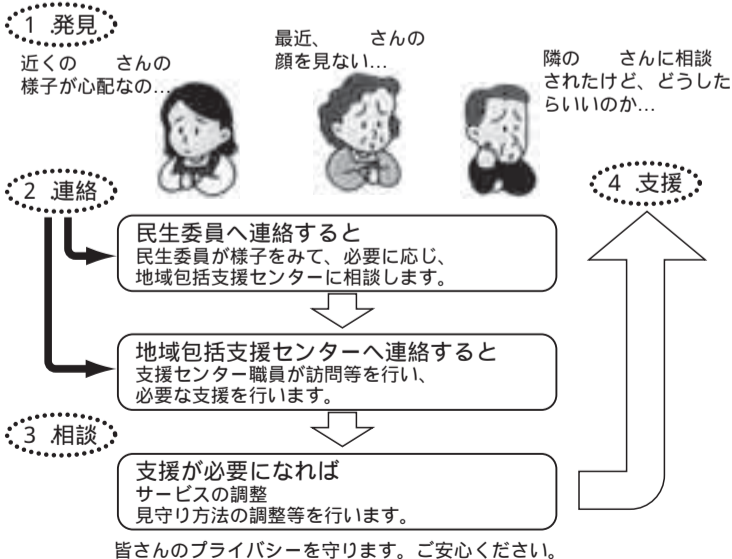 1 .発見
近くの　　さんの
様子が心配なの…
最近、　　さんの
顔を見ない…
隣の　　さんに相談
されたけど、どうした
らいいのか…
2 .連絡
4 .支援
民生委員へ連絡すると
民生委員が様子をみて、必要に応じ、
地域包括支援センターに相談します。
地域包括支援センターへ連絡すると
支援センター職員が訪問等を行い、
必要な支援を行います。
3 .相談
支援が必要になれば
サービスの調整
見守り方法の調整等を行います。
皆さんのプライバシーを守ります。ご安心ください。